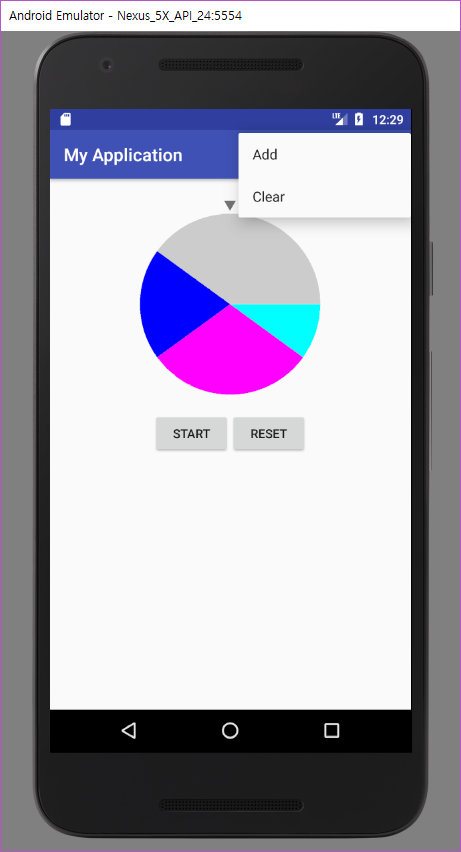 Android Emulator - Nexus_5X_API_24:5554
LTE 12:29
My Application
Add
Clear
START RESET